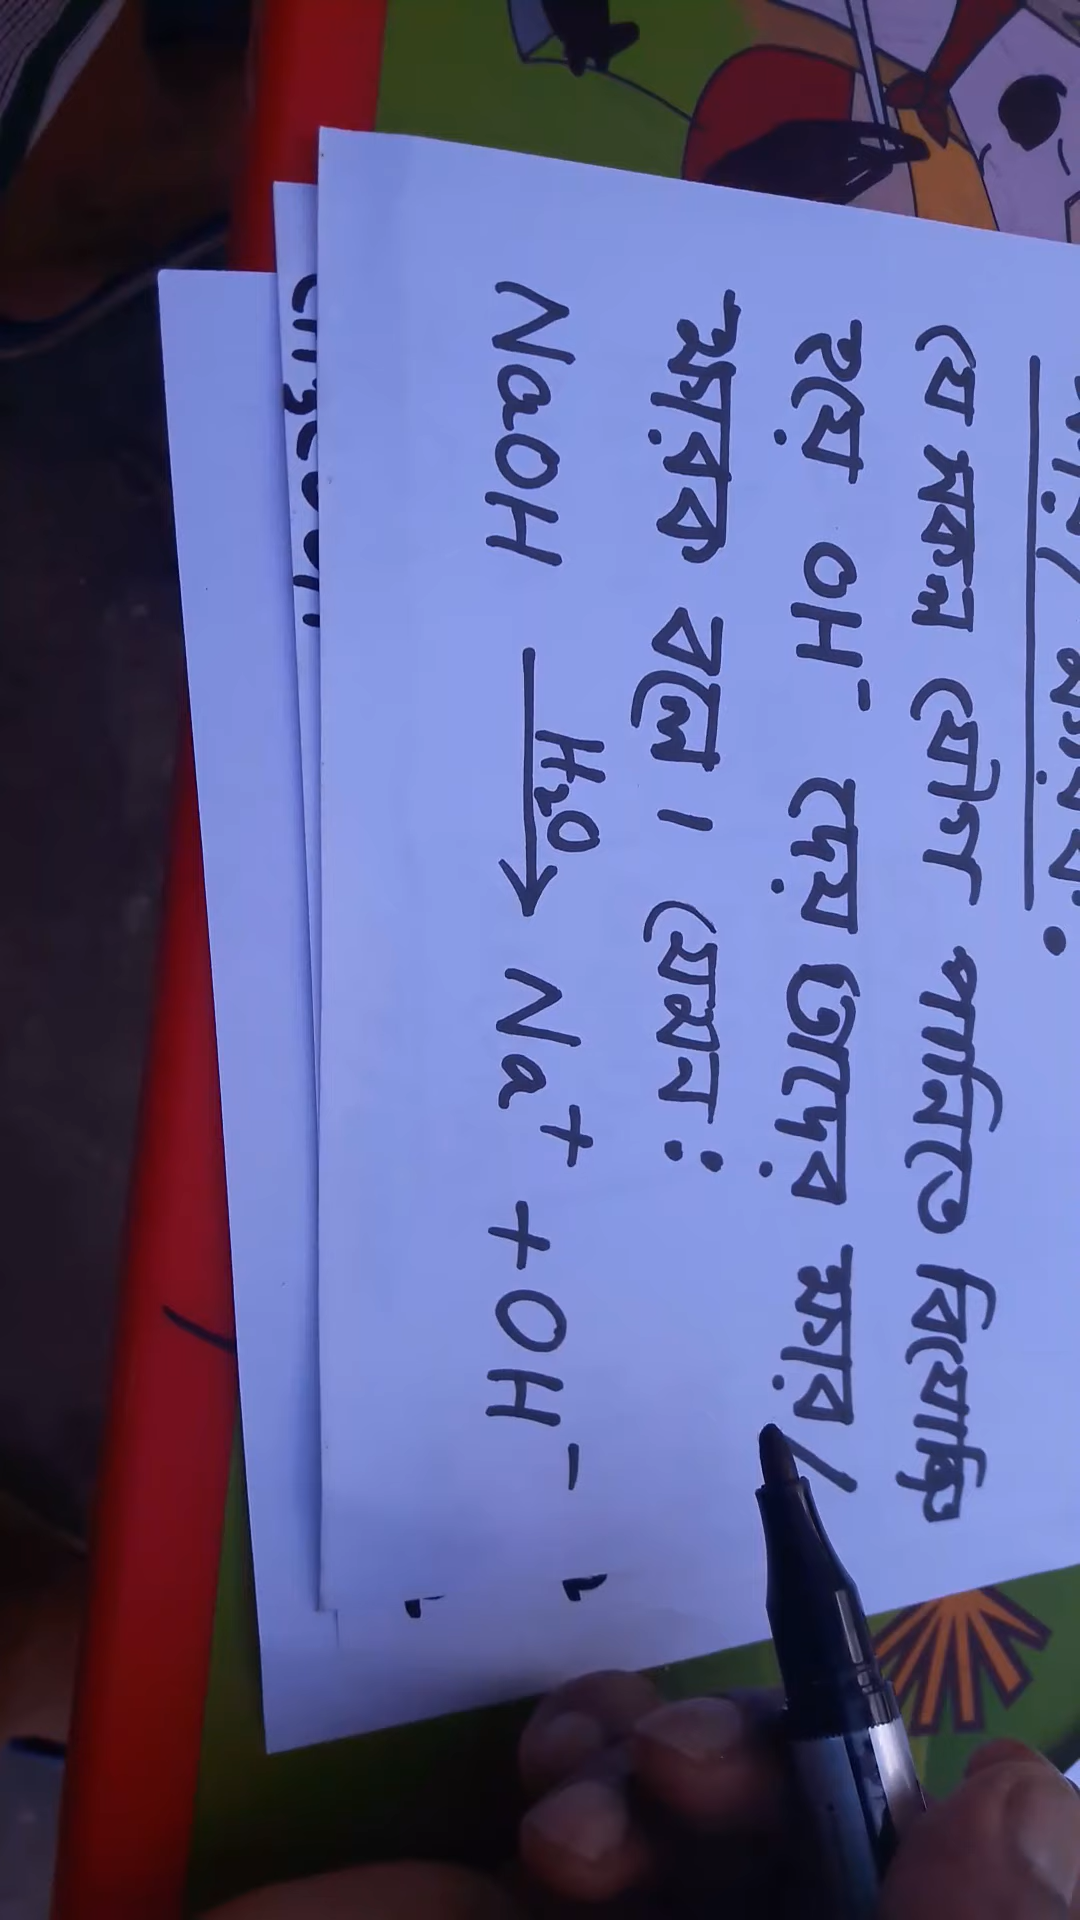 যে সকল যৌগ পানিতে বিযোজিত
হয়ে OH⁻ দেয় তাদের ক্ষার /
ক্ষারক বলে। যেমন:
NaOH —H₂O→ Na⁺ + OH⁻